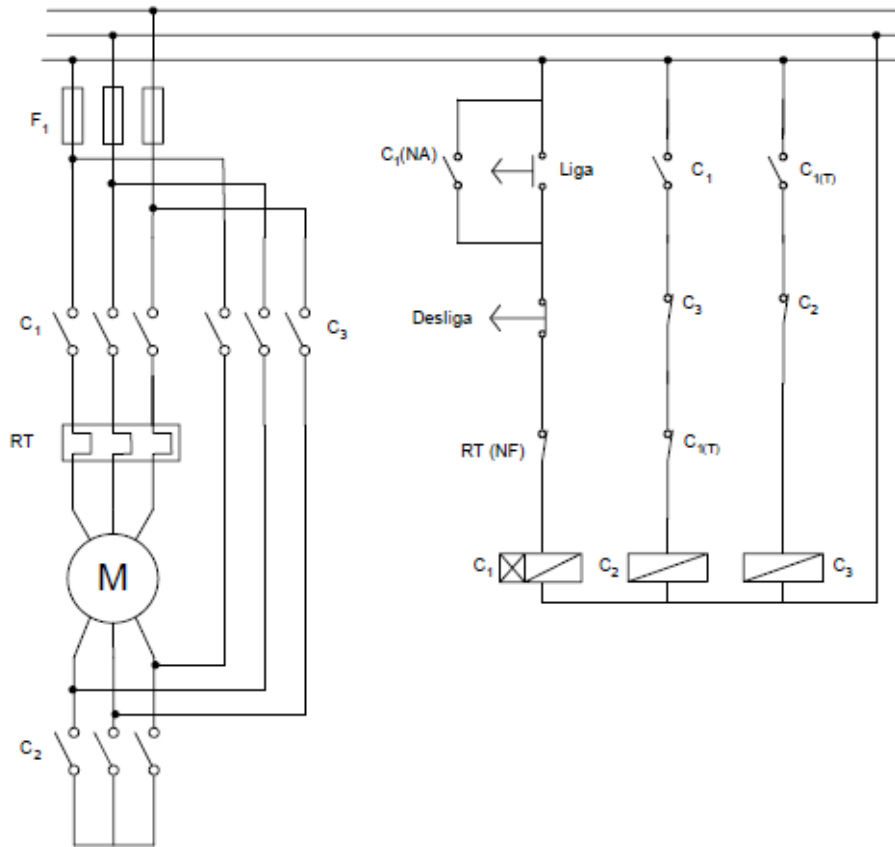 F1
C1
C3
RT
M
C2
C1(NA)
Liga
C1
C1(T)
Desliga
C3
C2
RT (NF)
C1(T)
C1
C2
C3